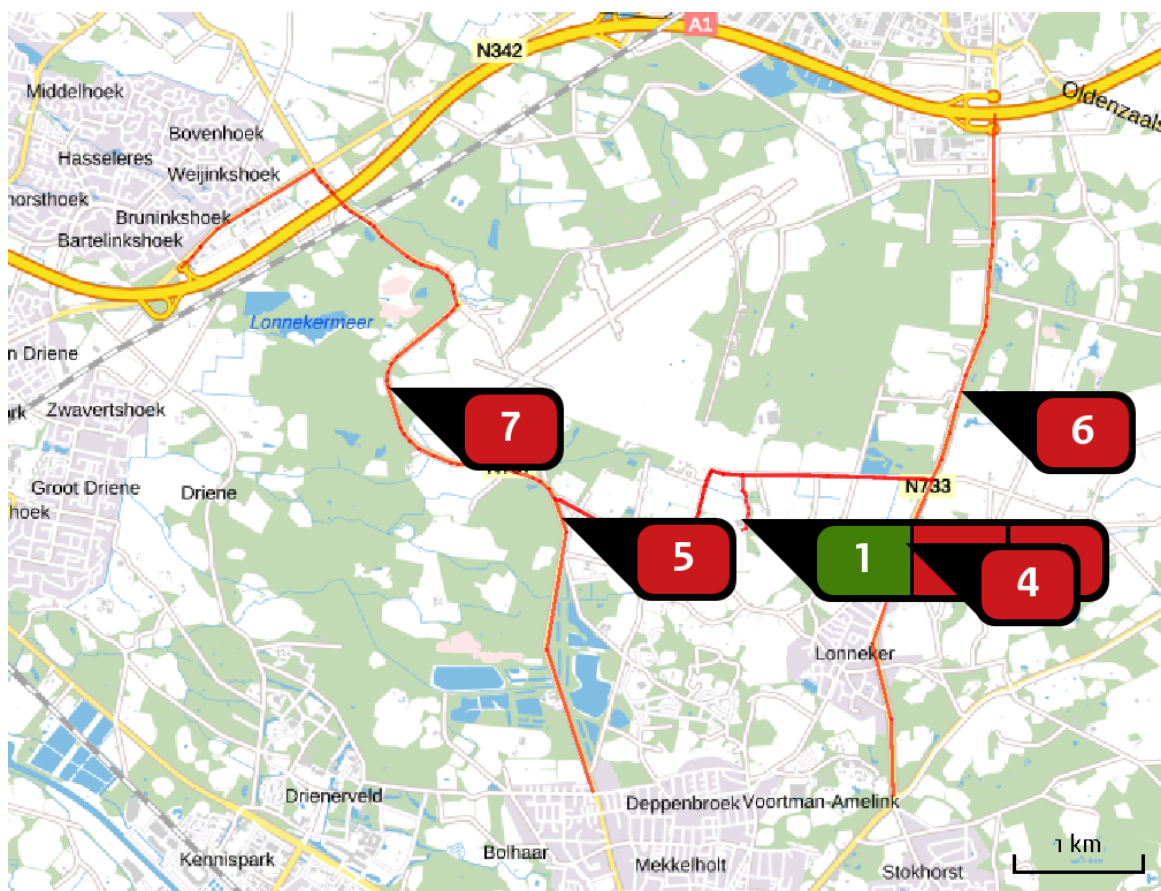 A1
N342
Oldenzaals
Middelhoek
Bovenhoek
Hasseleres
Weijinkshoek
horsthoek
Bruninkshoek
Bartelinkshoek
Lonnekermeer
n Driene
Zwavertshoek
7
6
Groot Driene
Driene
N733
hoek
5
1
4
Lonneker
Drienerveld
Deppenbroek
Voortman-Amelink
Kennispark
Bolhaar
Mekkelholt
Stokhorst
1 km